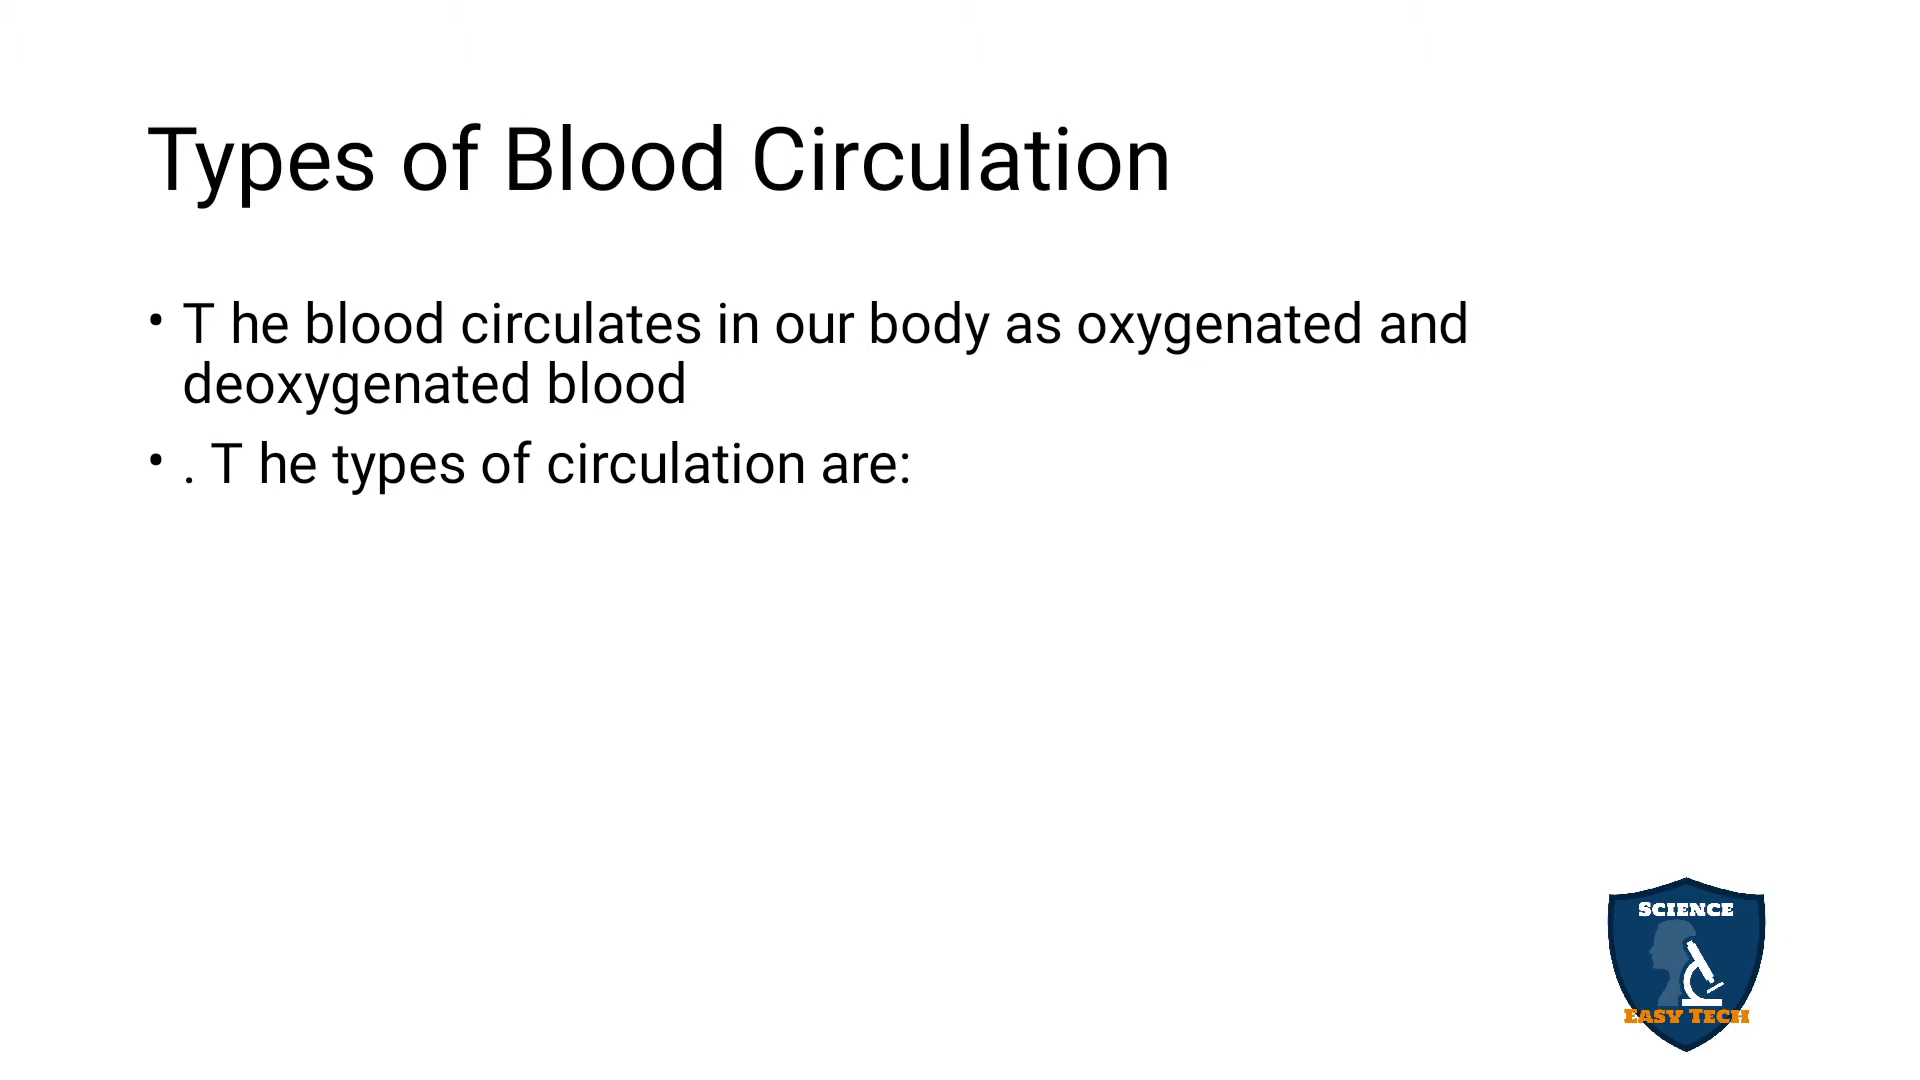 Types of Blood Circulation
• T he blood circulates in our body as oxygenated and
deoxygenated blood
• . T he types of circulation are:
SCIENCE
EASY TECH